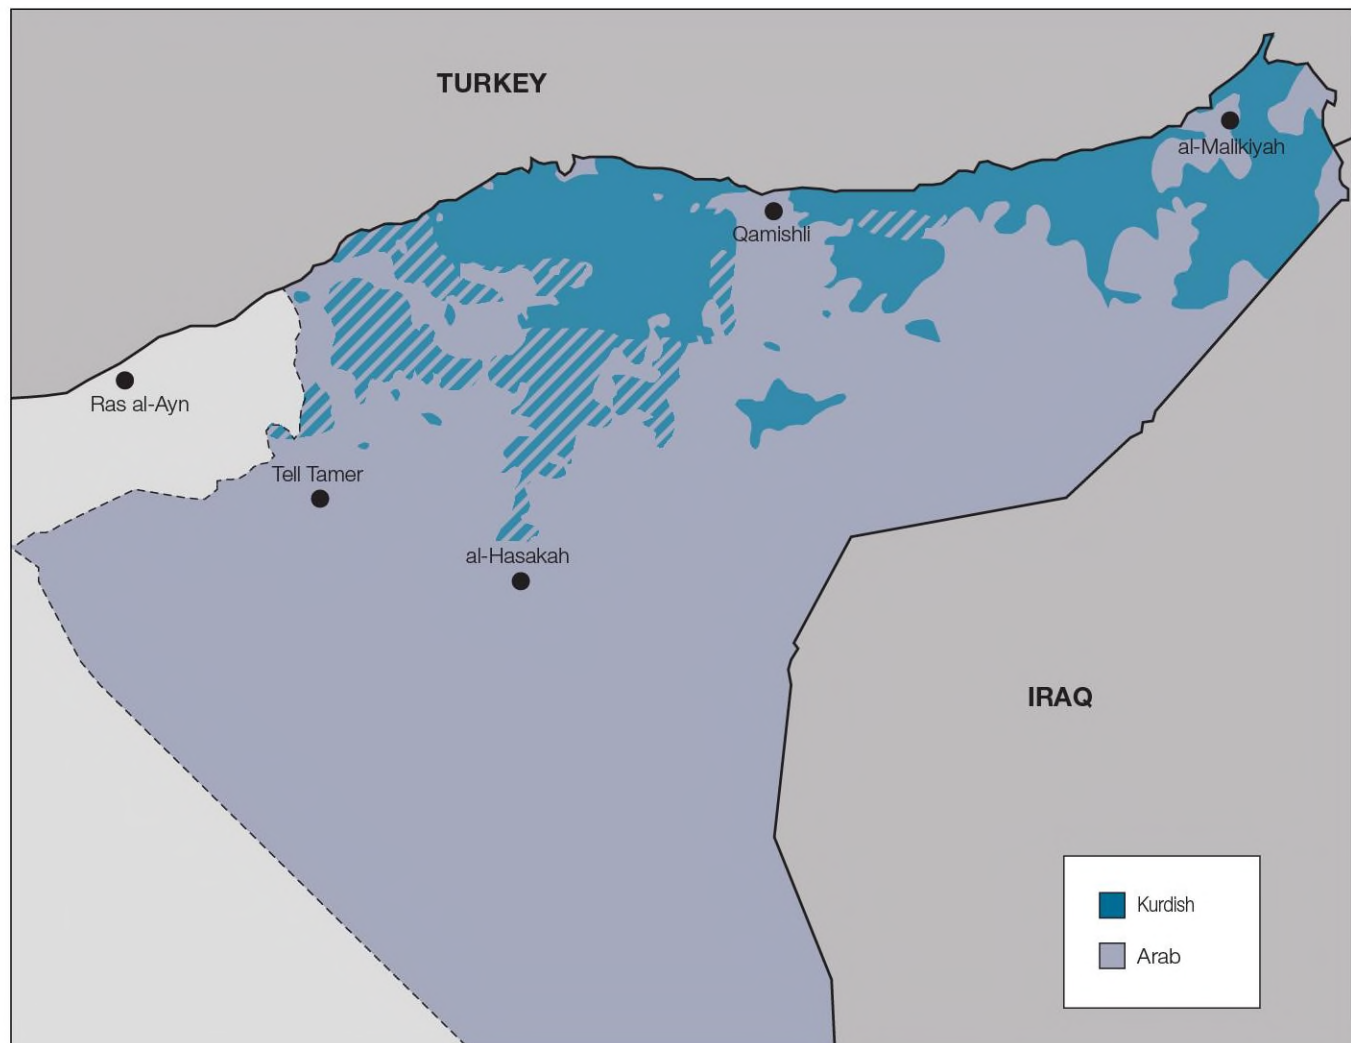 TURKEY
al-Malikiyah
Qamishli
Ras al-Ayn
Tell Tamer
al-Hasakah
IRAQ
Kurdish
Arab